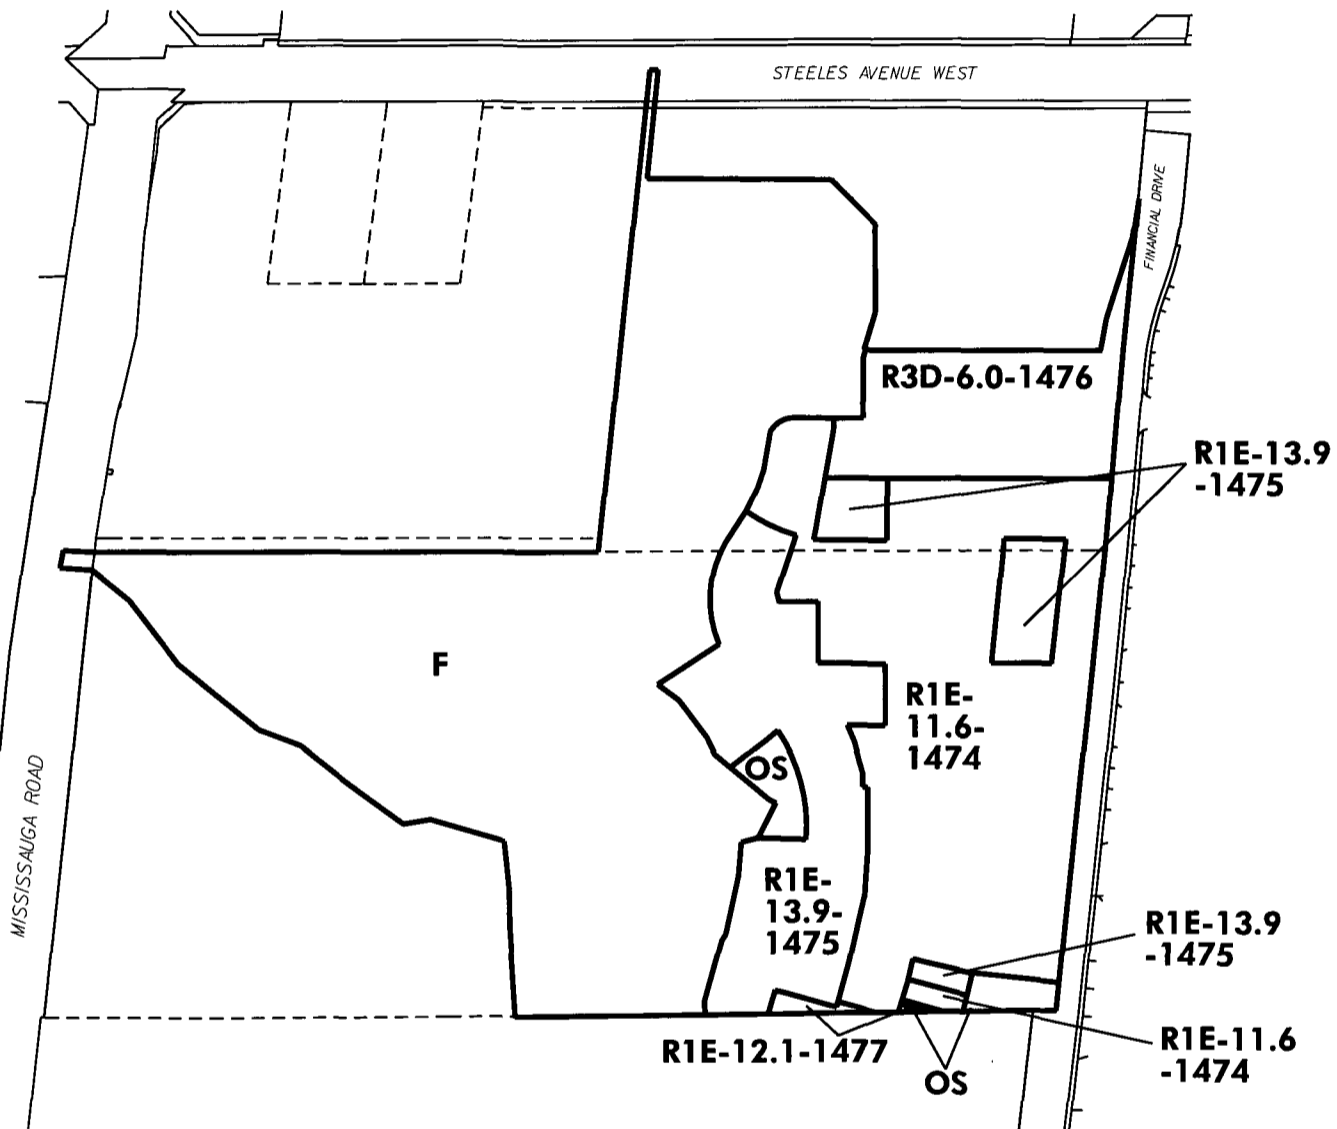 STEELES AVENUE WEST
FINANCIAL DRIVE
R3D-6.0-1476
R1E-13.9
-1475
F
R1E-
11.6-
1474
OS
MISSISSAUGA ROAD
R1E-
13.9-
1475
R1E-13.9
-1475
R1E-12.1-1477
R1E-11.6
-1474
OS